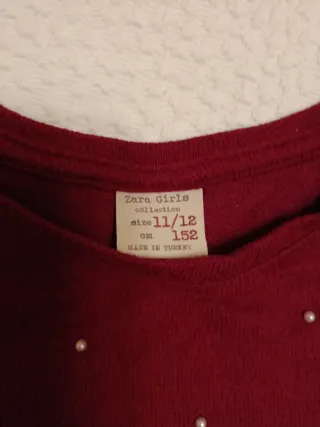 Zara Girls
collection
size 11/12
cm 152
MADE IN TURKEY